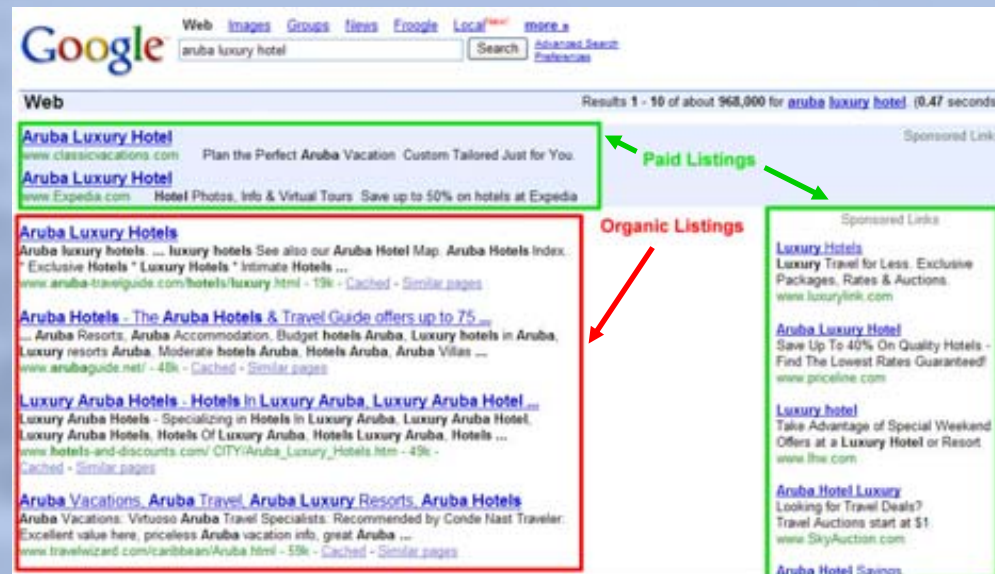 Google
Web Images Groups News Froogle Local New! more »
aruba luxury hotel Search Advanced Search
Preferences
Web Results 1 - 10 of about 968,000 for aruba luxury hotel. (0.47 seconds
Aruba Luxury Hotel
www.classicvacations.com Plan the Perfect Aruba Vacation Custom Tailored Just for You.
Aruba Luxury Hotel
www.Expedia.com Hotel Photos, Info & Virtual Tours Save up to 50% on hotels at Expedia
Sponsored Link
Paid Listings
Organic Listings
Aruba Luxury Hotels
Aruba luxury hotels. ... luxury hotels See also our Aruba Hotel Map. Aruba Hotels Index.
* Exclusive Hotels * Luxury Hotels * Intimate Hotels ...
www.aruba-travelguide.com/hotels/luxury.html - 19k - Cached - Similar pages
Aruba Hotels - The Aruba Hotels & Travel Guide offers up to 75 ...
... Aruba Resorts, Aruba Accommodation, Budget hotels Aruba, Luxury hotels in Aruba,
Luxury resorts Aruba, Moderate hotels Aruba, Hotels Aruba, Aruba Villas ...
www.arubaguide.net/ - 48k - Cached - Similar pages
Luxury Aruba Hotels - Hotels In Luxury Aruba, Luxury Aruba Hotel ...
Luxury Aruba Hotels - Specializing in Hotels In Luxury Aruba, Luxury Aruba Hotel,
Luxury Aruba Hotels, Hotels Of Luxury Aruba, Hotels Luxury Aruba, Hotels ...
www.hotels-and-discounts.com/ CITY/Aruba_Luxury_Hotels.htm - 49k -
Cached - Similar pages
Aruba Vacations, Aruba Travel, Aruba Luxury Resorts, Aruba Hotels
Aruba Vacations: Virtuoso Aruba Travel Specialists: Recommended by Conde Nast Traveler:
Excellent value here, priceless Aruba vacation info, great Aruba ...
www.travelwizard.com/caribbean/Aruba.html - 59k - Cached - Similar pages
Sponsored Links
Luxury Hotels
Luxury Travel for Less. Exclusive
Packages, Rates & Auctions.
www.luxurylink.com
Aruba Luxury Hotel
Save Up To 40% On Quality Hotels -
Find The Lowest Rates Guaranteed!
www.priceline.com
Luxury hotel
Take Advantage of Special Weekend
Offers at a Luxury Hotel or Resort
www.lhw.com
Aruba Hotel Luxury
Looking for Travel Deals?
Travel Auctions start at $1
www.SkyAuction.com
Aruba Hotel Savings